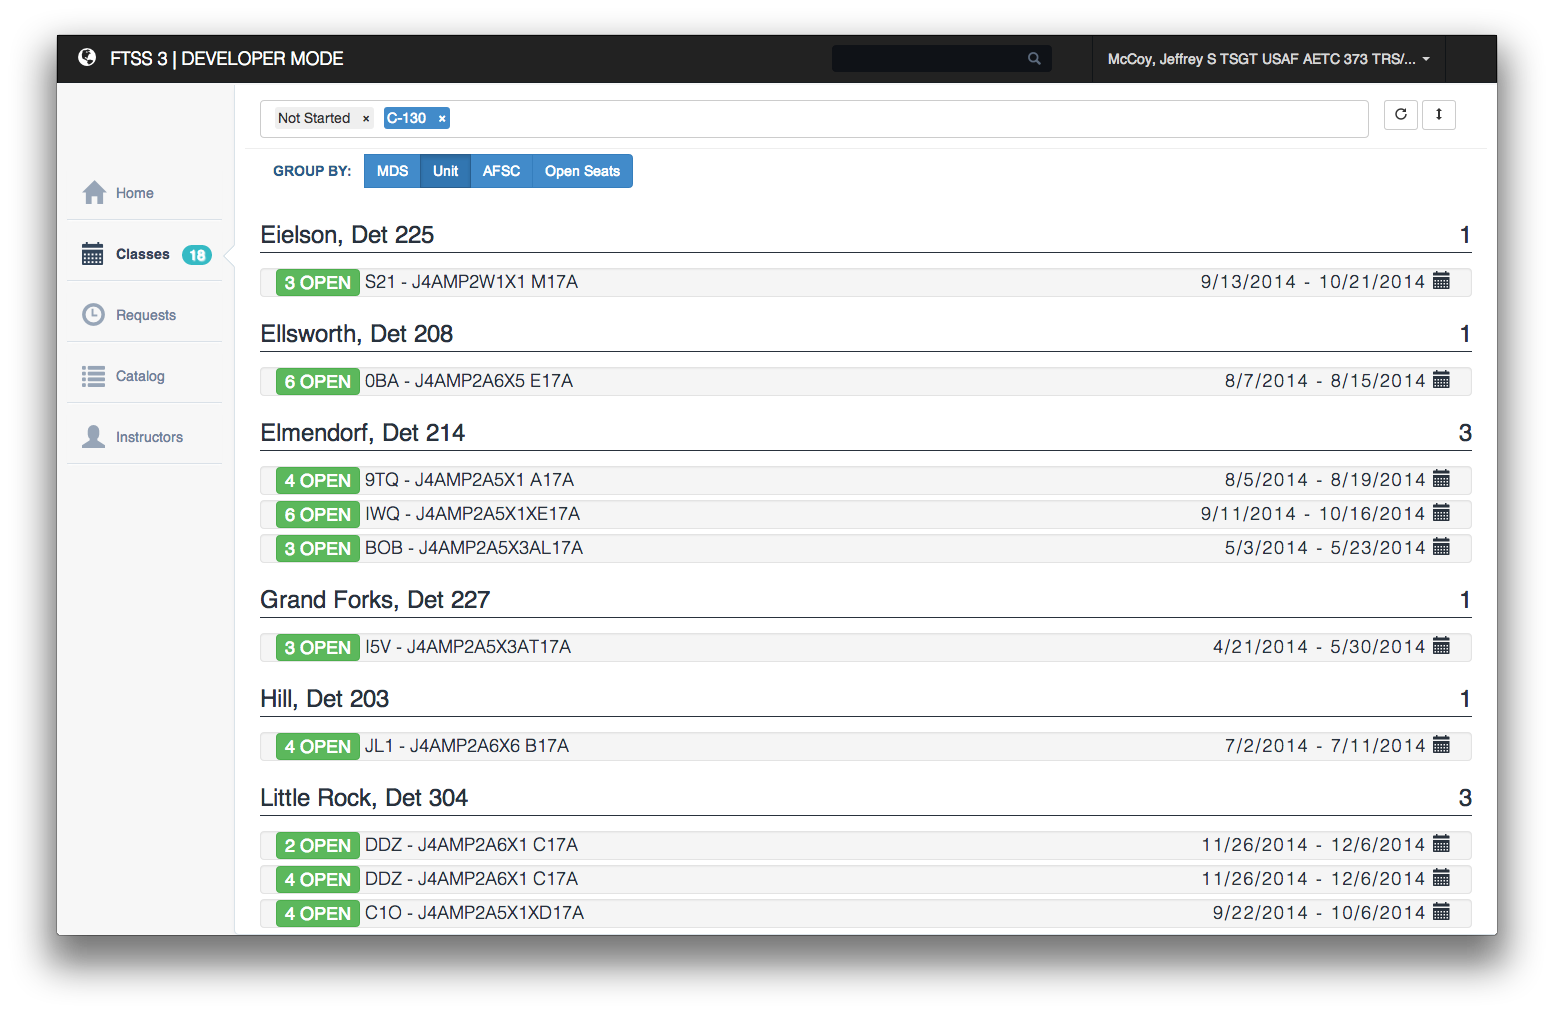 FTSS 3 | DEVELOPER MODE
McCoy, Jeffrey S TSGT USAF AETC 373 TRS/...
Not Started × C-130 ×
GROUP BY: MDS Unit AFSC Open Seats
Home
Classes 18
Requests
Catalog
Instructors
Eielson, Det 225 1
3 OPEN S21 - J4AMP2W1X1 M17A 9/13/2014 - 10/21/2014
Ellsworth, Det 208 1
6 OPEN 0BA - J4AMP2A6X5 E17A 8/7/2014 - 8/15/2014
Elmendorf, Det 214 3
4 OPEN 9TQ - J4AMP2A5X1 A17A 8/5/2014 - 8/19/2014
6 OPEN IWQ - J4AMP2A5X1XE17A 9/11/2014 - 10/16/2014
3 OPEN BOB - J4AMP2A5X3AL17A 5/3/2014 - 5/23/2014
Grand Forks, Det 227 1
3 OPEN I5V - J4AMP2A5X3AT17A 4/21/2014 - 5/30/2014
Hill, Det 203 1
4 OPEN JL1 - J4AMP2A6X6 B17A 7/2/2014 - 7/11/2014
Little Rock, Det 304 3
2 OPEN DDZ - J4AMP2A6X1 C17A 11/26/2014 - 12/6/2014
4 OPEN DDZ - J4AMP2A6X1 C17A 11/26/2014 - 12/6/2014
4 OPEN C1O - J4AMP2A5X1XD17A 9/22/2014 - 10/6/2014